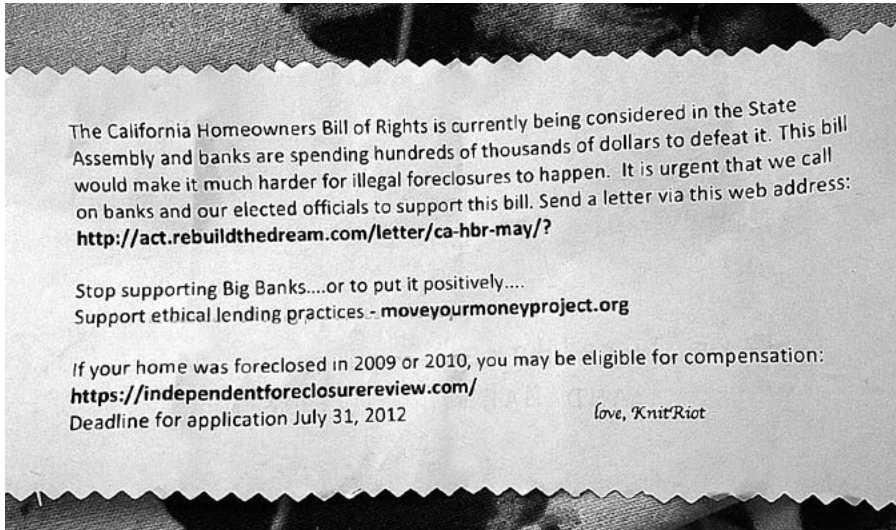 The California Homeowners Bill of Rights is currently being considered in the State
Assembly and banks are spending hundreds of thousands of dollars to defeat it. This bill
would make it much harder for illegal foreclosures to happen.  It is urgent that we call
on banks and our elected officials to support this bill. Send a letter via this web address:
http://act.rebuildthedream.com/letter/ca-hbr-may/?
Stop supporting Big Banks....or to put it positively....
Support ethical lending practices - moveyourmoneyproject.org
If your home was foreclosed in 2009 or 2010, you may be eligible for compensation:
https://independentforeclosurereview.com/
Deadline for application July 31, 2012
love, KnitRiot